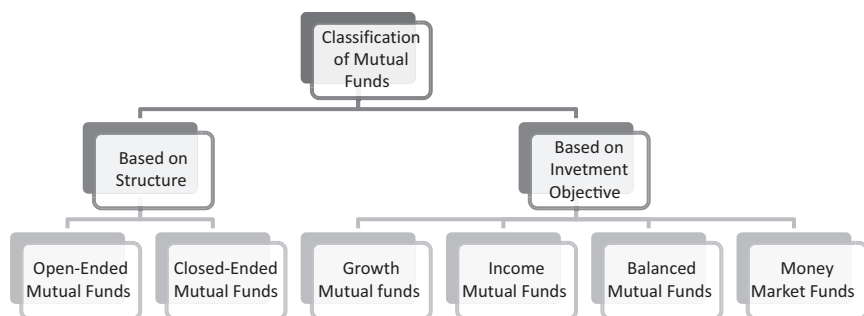 Classification
of Mutual
Funds
Based on
Structure
Based on
Invetment
Objective
Open-Ended
Mutual Funds
Closed-Ended
Mutual Funds
Growth
Mutual funds
Income
Mutual Funds
Balanced
Mutual Funds
Money
Market Funds